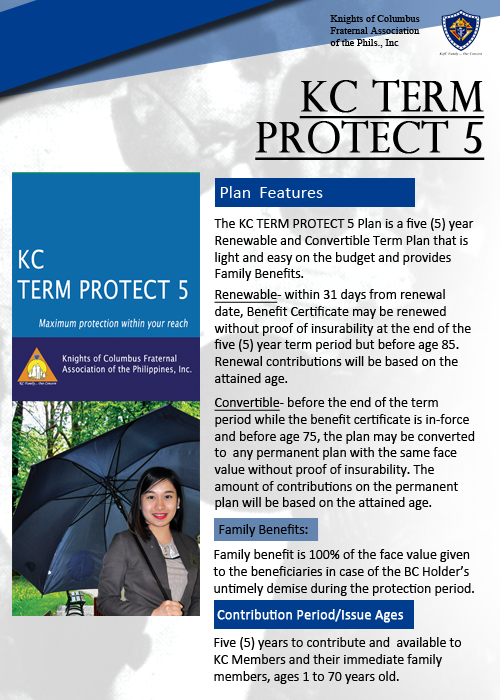 Knights of Columbus
Fraternal Association
of the Phils., Inc
KC TERM
PROTECT 5
KC
TERM PROTECT 5
Maximum protection within your reach
Knights of Columbus Fraternal
Association of the Philippines, Inc.
Plan Features
The KC TERM PROTECT 5 Plan is a five (5) year
Renewable and Convertible Term Plan that is
light and easy on the budget and provides
Family Benefits.
Renewable- within 31 days from renewal
date, Benefit Certificate may be renewed
without proof of insurability at the end of the
five (5) year term period but before age 85.
Renewal contributions will be based on the
attained age.
Convertible- before the end of the term
period while the benefit certificate is in-force
and before age 75, the plan may be converted
to any permanent plan with the same face
value without proof of insurability. The
amount of contributions on the permanent
plan will be based on the attained age.
Family Benefits:
Family benefit is 100% of the face value given
to the beneficiaries in case of the BC Holder's
untimely demise during the protection period.
Contribution Period/Issue Ages
Five (5) years to contribute and available to
KC Members and their immediate family
members, ages 1 to 70 years old.